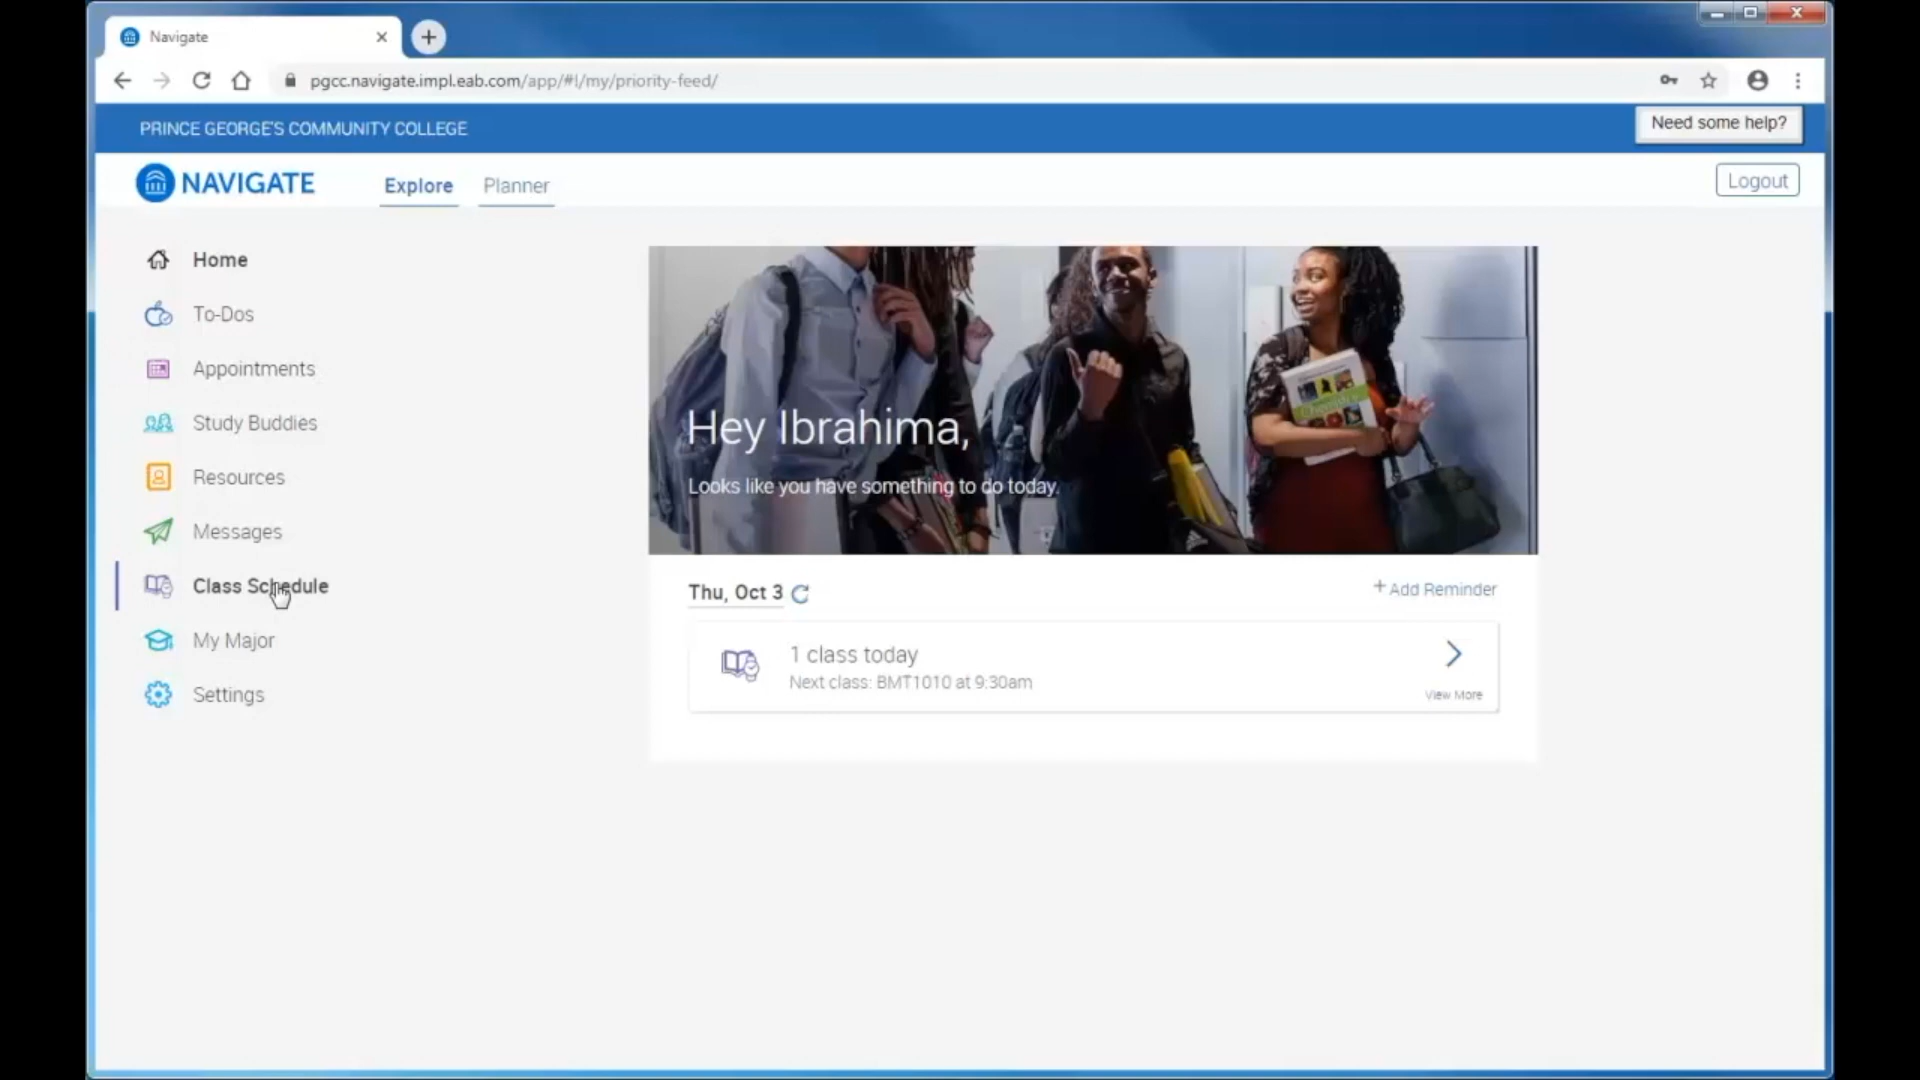 Navigate
pgcc.navigate.impl.eab.com/app/#!/my/priority-feed/
PRINCE GEORGE'S COMMUNITY COLLEGE
Need some help?
NAVIGATE
Explore
Planner
Logout
Home
To-Dos
Appointments
Study Buddies
Resources
Messages
Class Schedule
My Major
Settings
Hey Ibrahima,
Looks like you have something to do today.
Thu, Oct 3
+Add Reminder
1 class today
Next class: BMT1010 at 9:30am
View More